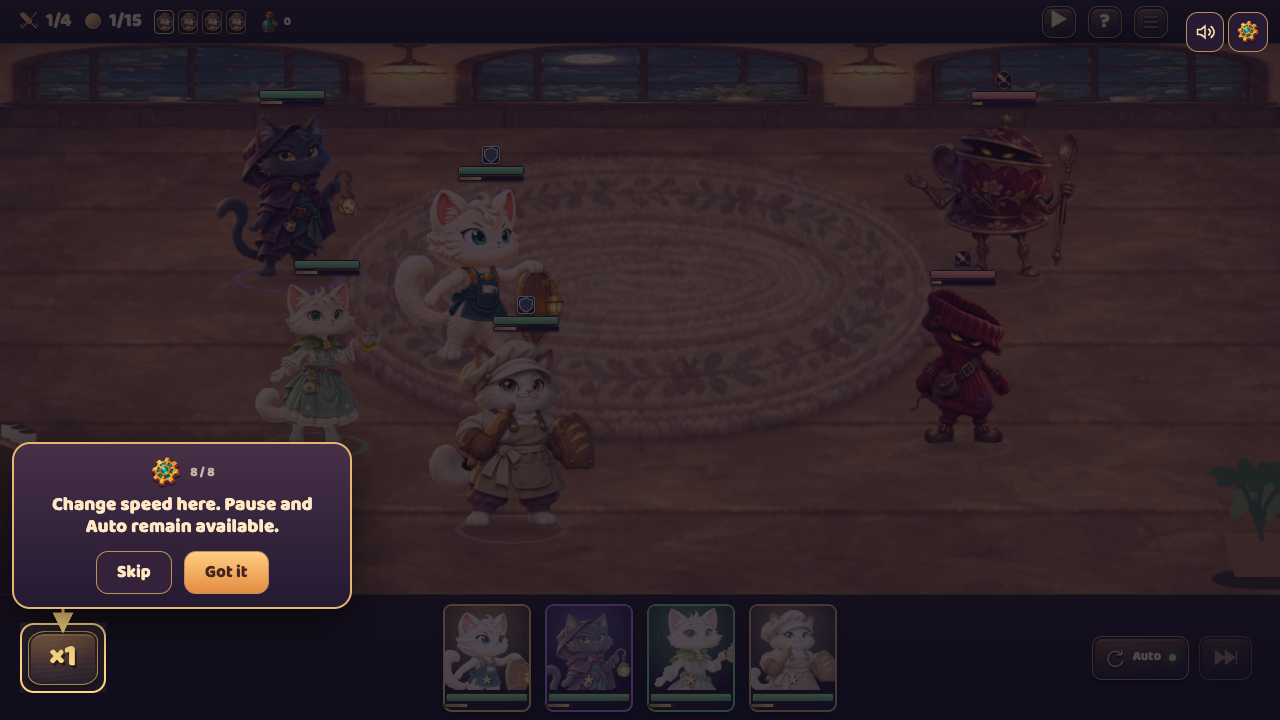 1/4 1/15 0
?
8/8
Change speed here. Pause and
Auto remain available.
Skip Got it
×1
Auto